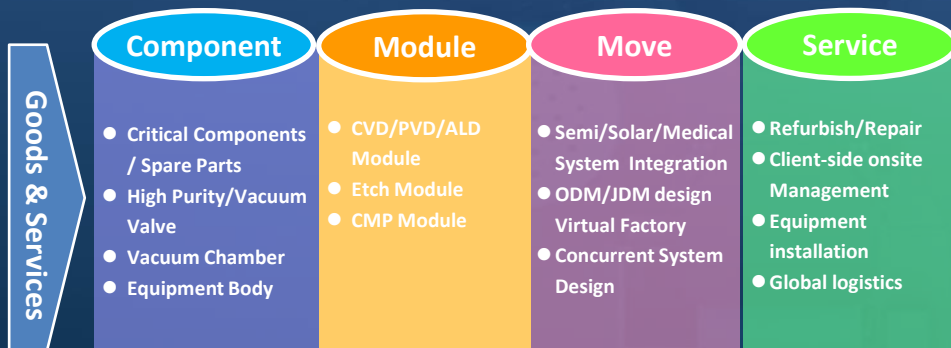 Goods & Services
Component
Critical Components
/ Spare Parts
High Purity/Vacuum
Valve
Vacuum Chamber
Equipment Body
Module
CVD/PVD/ALD
Module
Etch Module
CMP Module
Move
Semi/Solar/Medical
System Integration
ODM/JDM design
Virtual Factory
Concurrent System
Design
Service
Refurbish/Repair
Client-side onsite
Management
Equipment
installation
Global logistics